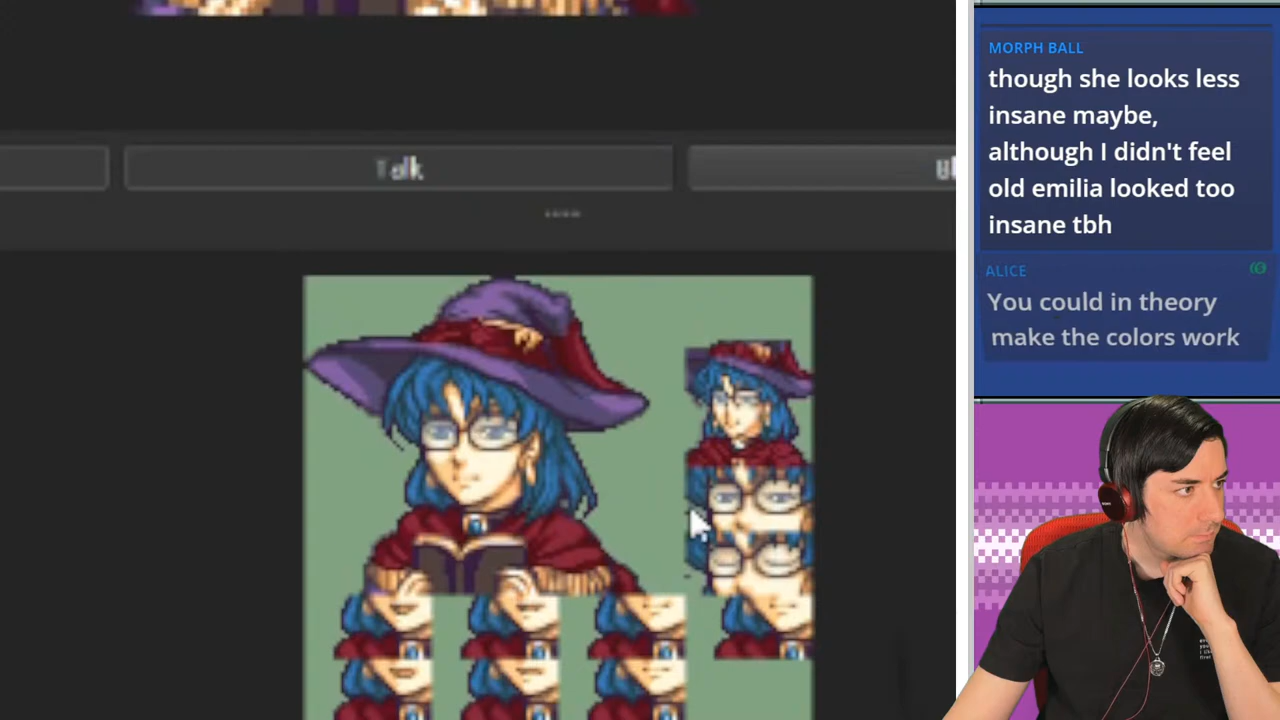 Talk
MORPH BALL
though she looks less
insane maybe,
although I didn't feel
old emilia looked too
insane tbh
ALICE
You could in theory
make the colors work